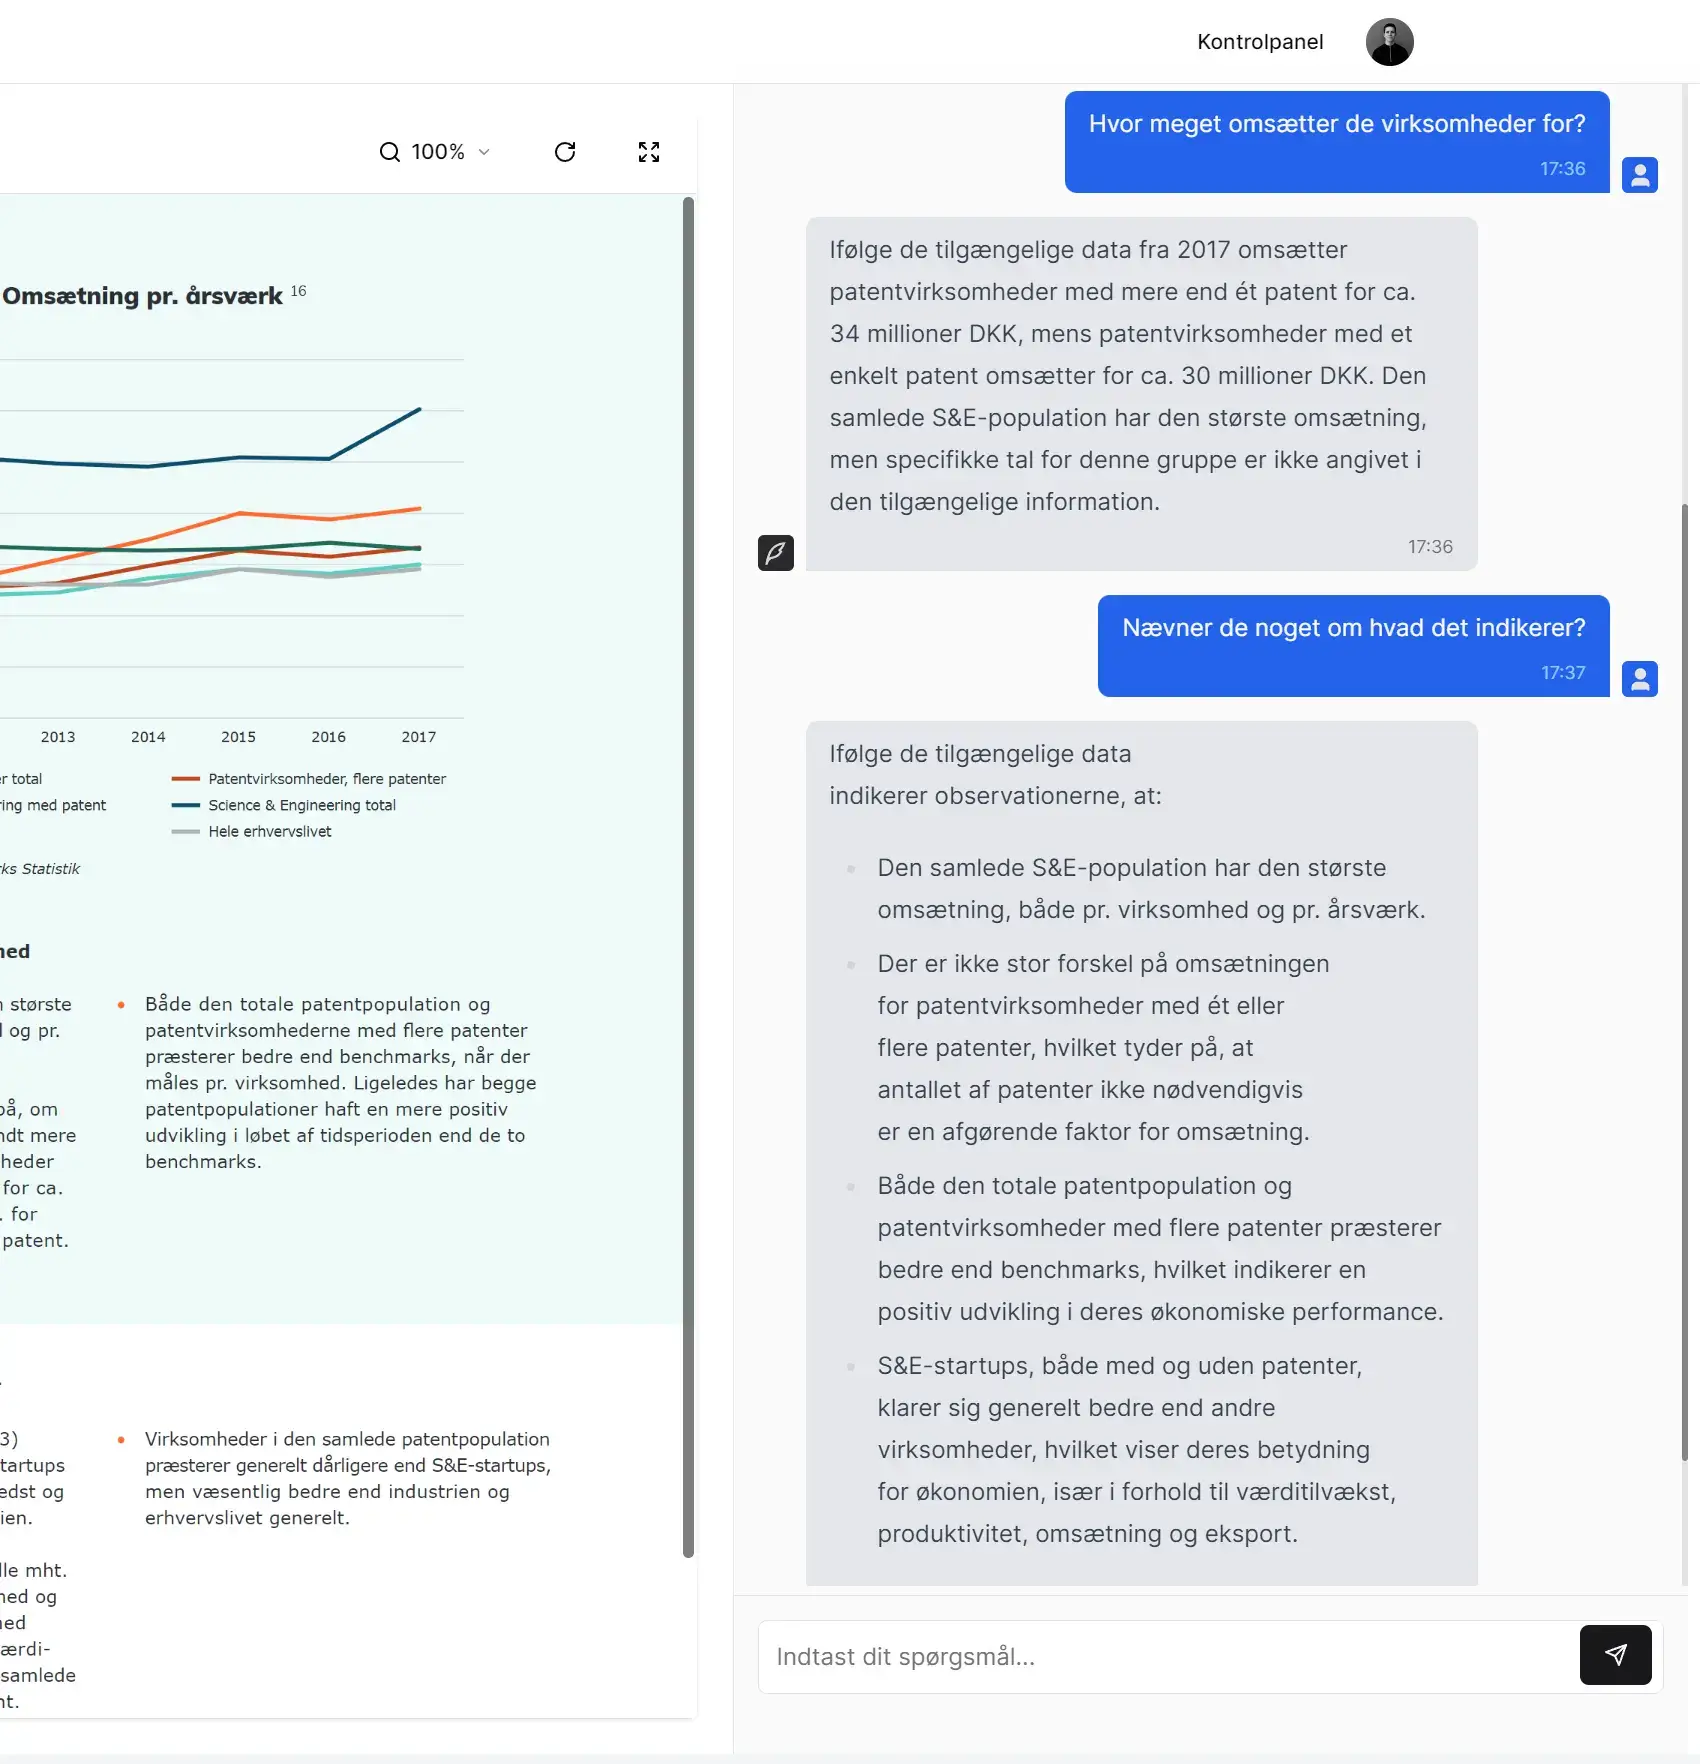 Kontrolpanel
100%
Omsætning pr. årsværk 16
2013 2014 2015 2016 2017
r total
Patentvirksomheder, flere patenter
ring med patent
Science & Engineering total
Hele erhvervslivet
ks Statistik
ned
n største
og pr.
på, om
ndt mere
heder
for ca.
. for
patent.
• Både den totale patentpopulation og
patentvirksomhederne med flere patenter
præsterer bedre end benchmarks, når der
måles pr. virksomhed. Ligeledes har begge
patentpopulationer haft en mere positiv
udvikling i løbet af tidsperioden end de to
benchmarks.
3)
tartups
edst og
ien.
lle mht.
ned og
ned
ærdi-
samlede
nt.
• Virksomheder i den samlede patentpopulation
præsterer generelt dårligere end S&E-startups,
men væsentlig bedre end industrien og
erhvervslivet generelt.
Hvor meget omsætter de virksomheder for?
17:36
Ifølge de tilgængelige data fra 2017 omsætter
patentvirksomheder med mere end ét patent for ca.
34 millioner DKK, mens patentvirksomheder med et
enkelt patent omsætter for ca. 30 millioner DKK. Den
samlede S&E-population har den største omsætning,
men specifikke tal for denne gruppe er ikke angivet i
den tilgængelige information.
17:36
Nævner de noget om hvad det indikerer?
17:37
Ifølge de tilgængelige data
indikerer observationerne, at:
• Den samlede S&E-population har den største
omsætning, både pr. virksomhed og pr. årsværk.
• Der er ikke stor forskel på omsætningen
for patentvirksomheder med ét eller
flere patenter, hvilket tyder på, at
antallet af patenter ikke nødvendigvis
er en afgørende faktor for omsætning.
• Både den totale patentpopulation og
patentvirksomheder med flere patenter præsterer
bedre end benchmarks, hvilket indikerer en
positiv udvikling i deres økonomiske performance.
• S&E-startups, både med og uden patenter,
klarer sig generelt bedre end andre
virksomheder, hvilket viser deres betydning
for økonomien, især i forhold til værditilvækst,
produktivitet, omsætning og eksport.
Indtast dit spørgsmål...